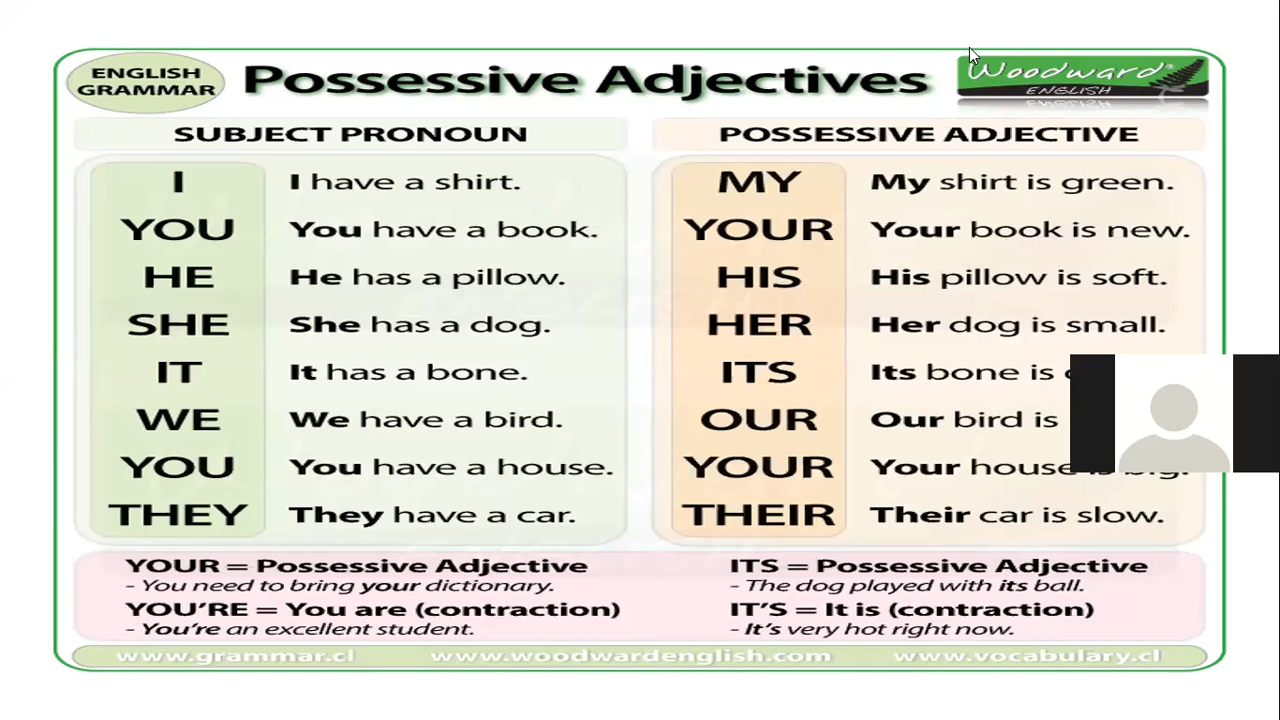 ENGLISH
GRAMMAR
Possessive Adjectives
Woodward®
ENGLISH
SUBJECT PRONOUN
POSSESSIVE ADJECTIVE
I I have a shirt. MY My shirt is green.
YOU You have a book. YOUR Your book is new.
HE He has a pillow. HIS His pillow is soft.
SHE She has a dog. HER Her dog is small.
IT It has a bone. ITS Its bone is
WE We have a bird. OUR Our bird is
YOU You have a house. YOUR Your house is big.
THEY They have a car. THEIR Their car is slow.
YOUR = Possessive Adjective
- You need to bring your dictionary.
YOU'RE = You are (contraction)
- You're an excellent student.
ITS = Possessive Adjective
- The dog played with its ball.
IT'S = It is (contraction)
- It's very hot right now.
www.grammar.cl www.woodwardenglish.com www.vocabulary.cl